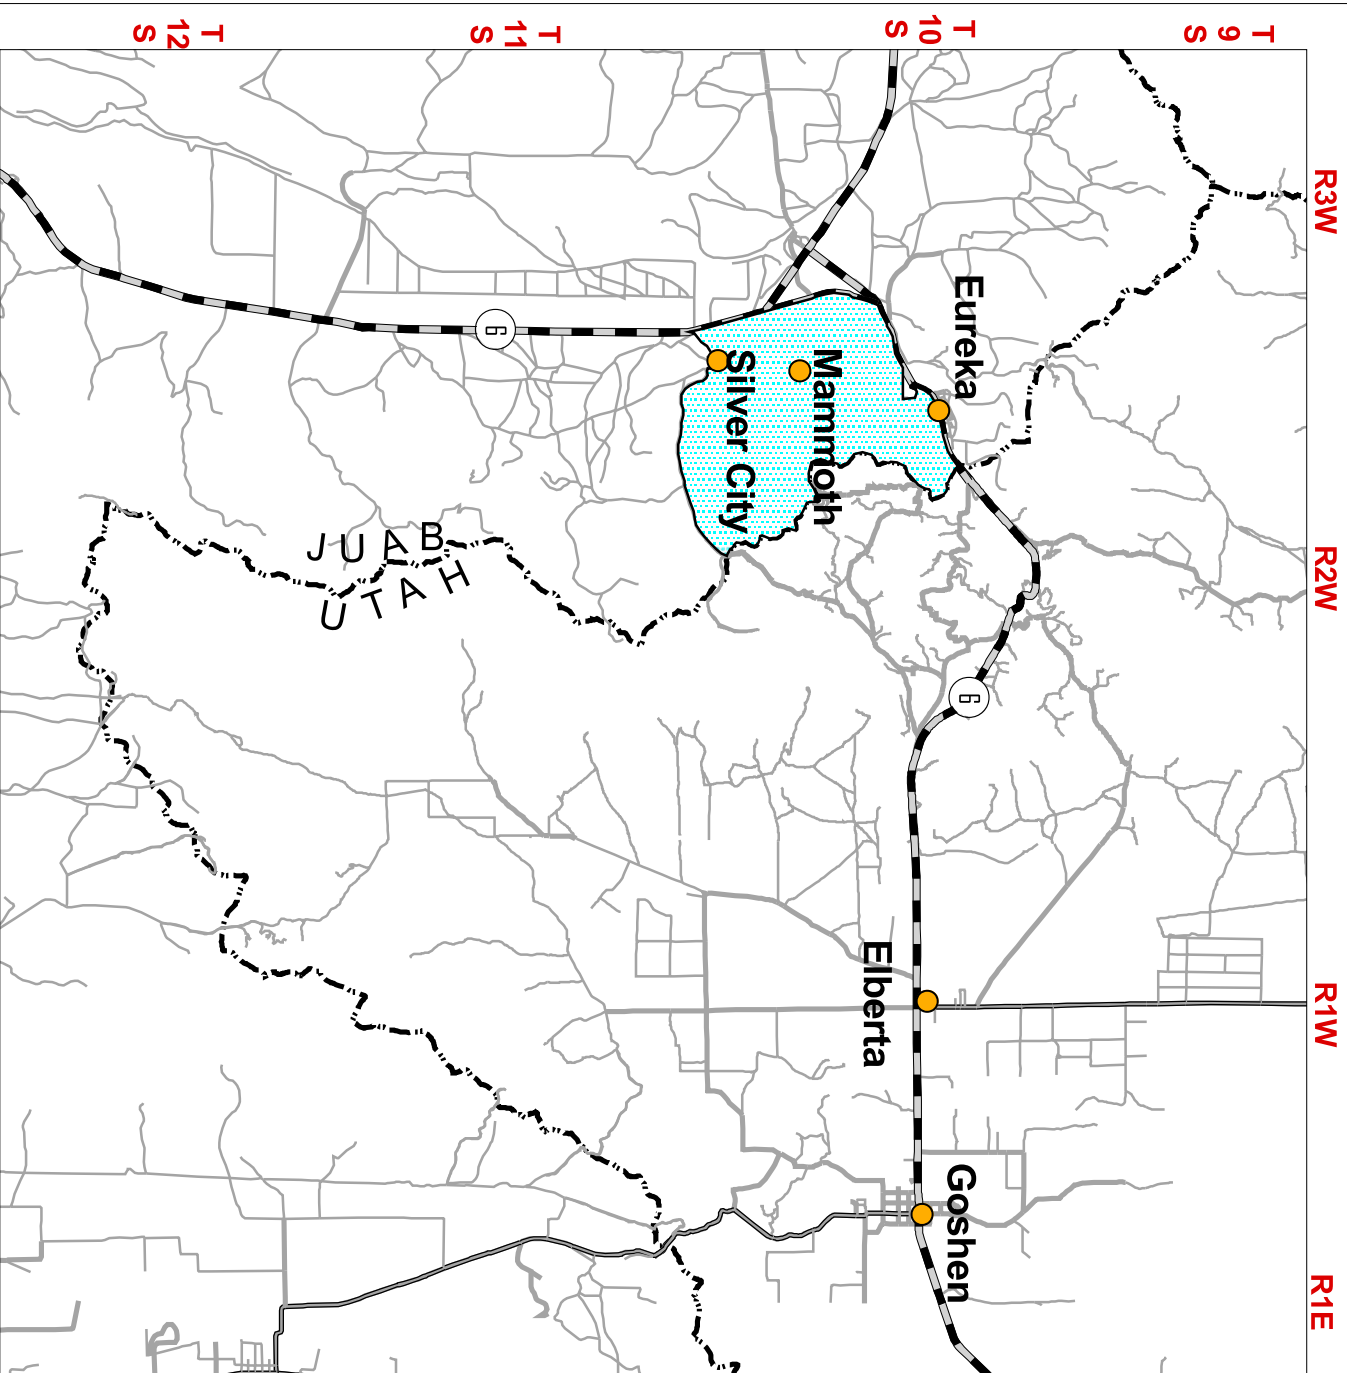 R3W
R2W
R1W
R1E
T 9 S
T 10 S
T 11 S
T 12 S
Eureka
Mammoth
Silver City
6
6
JUAB
UTAH
Elberta
Goshen